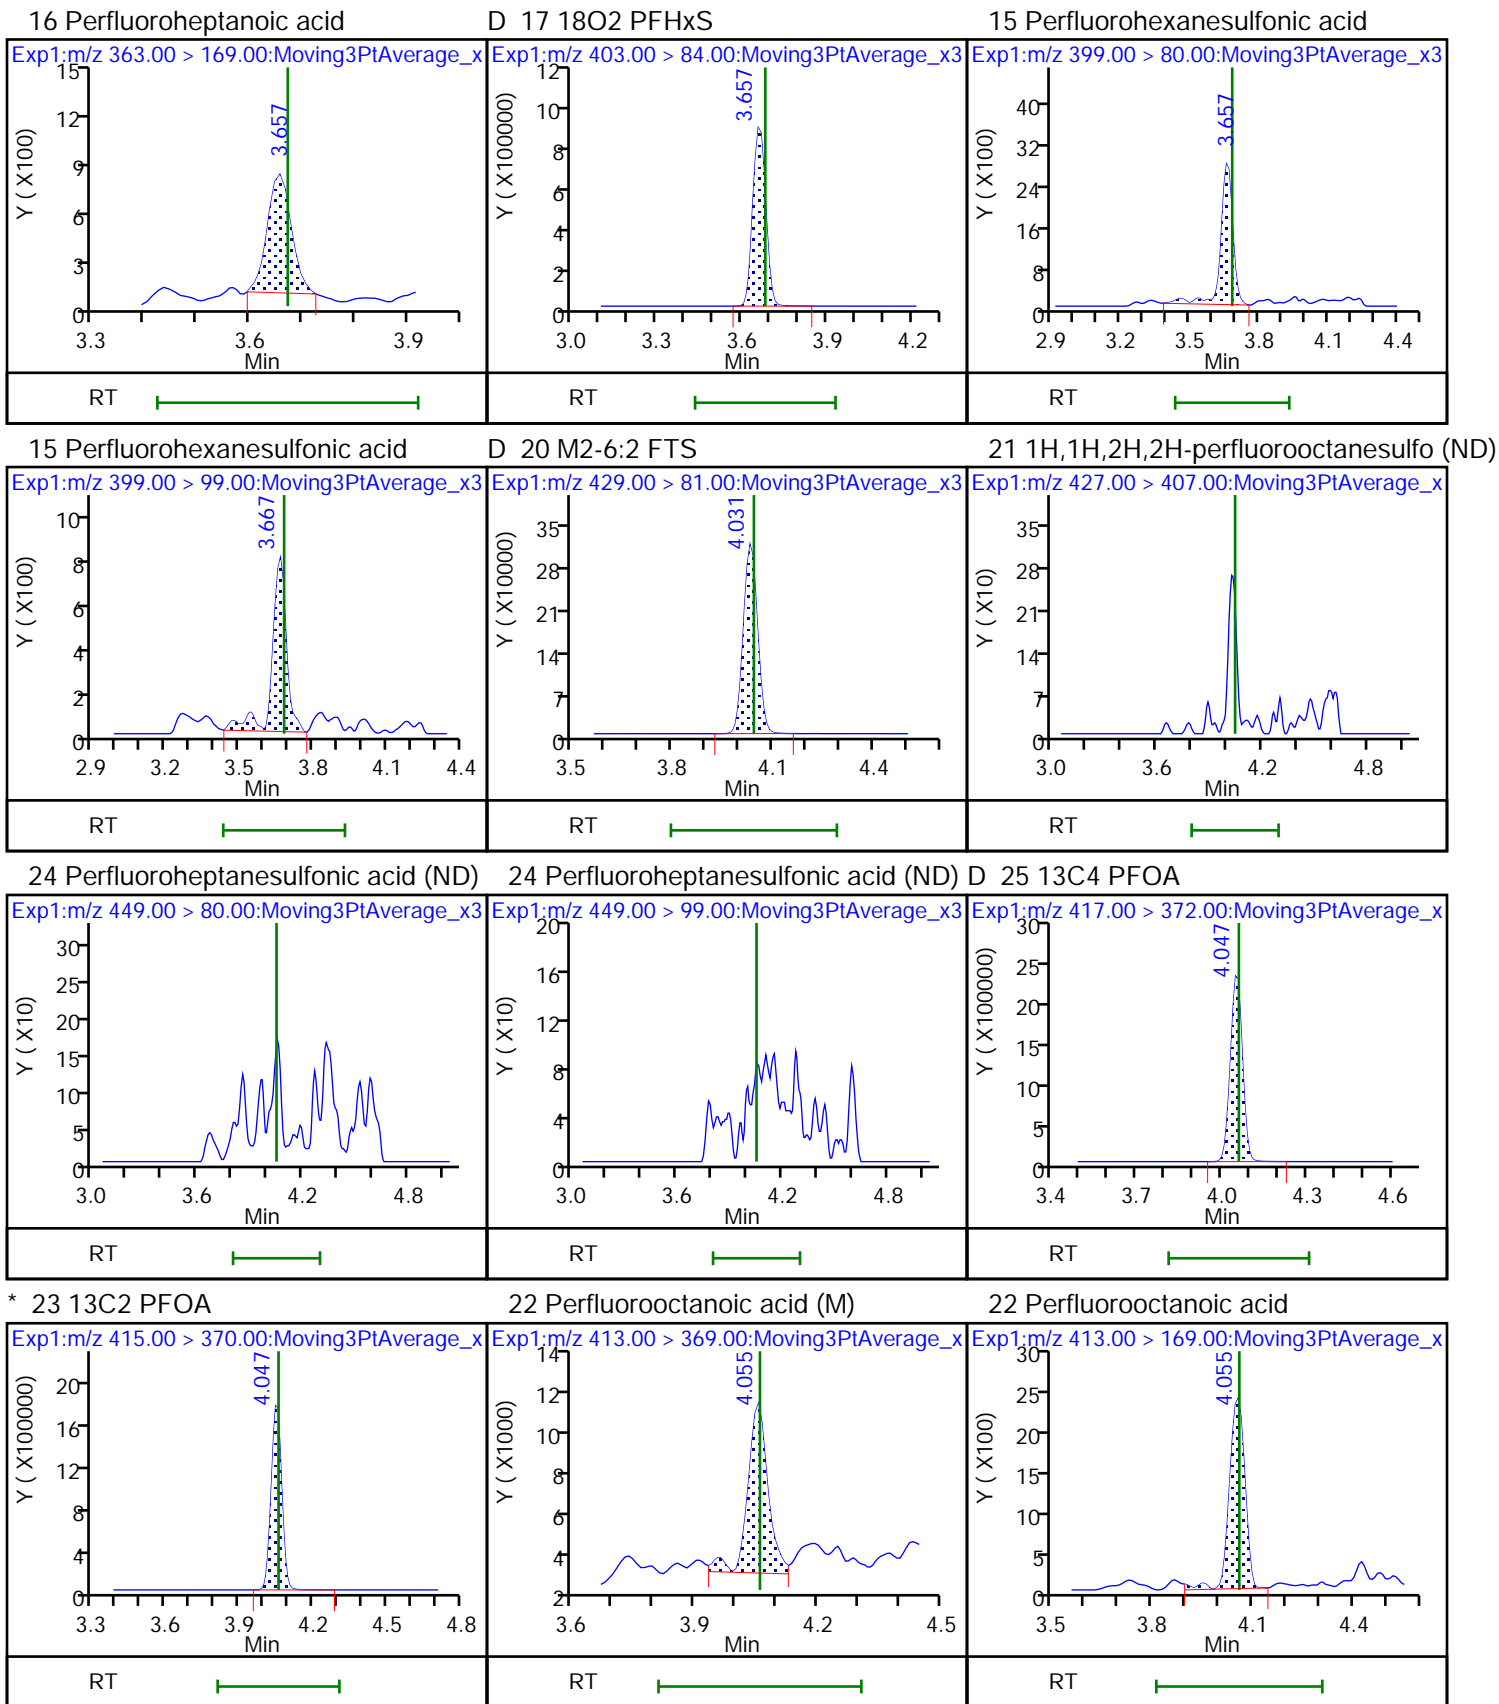 16 Perfluoroheptanoic acid
Exp1:m/z 363.00 > 169.00:Moving3PtAverage_x
Y ( X100)
15
12
9
6
3
0
3.657
3.3 3.6 3.9
Min
RT
D 17 18O2 PFHxS
Exp1:m/z 403.00 > 84.00:Moving3PtAverage_x3
Y ( X100000)
12
10
8
6
4
2
0
3.657
3.0 3.3 3.6 3.9 4.2
Min
RT
15 Perfluorohexanesulfonic acid
Exp1:m/z 399.00 > 80.00:Moving3PtAverage_x3
Y ( X100)
40
32
24
16
8
0
3.657
2.9 3.2 3.5 3.8 4.1 4.4
Min
RT
15 Perfluorohexanesulfonic acid
Exp1:m/z 399.00 > 99.00:Moving3PtAverage_x3
Y ( X100)
10
8
6
4
2
0
3.667
2.9 3.2 3.5 3.8 4.1 4.4
Min
RT
D 20 M2-6:2 FTS
Exp1:m/z 429.00 > 81.00:Moving3PtAverage_x3
Y ( X10000)
35
28
21
14
7
0
4.031
3.5 3.8 4.1 4.4
Min
RT
21 1H,1H,2H,2H-perfluorooctanesulfo (ND)
Exp1:m/z 427.00 > 407.00:Moving3PtAverage_x
Y ( X10)
35
28
21
14
7
0
3.0 3.6 4.2 4.8
Min
RT
24 Perfluoroheptanesulfonic acid (ND)
Exp1:m/z 449.00 > 80.00:Moving3PtAverage_x3
Y ( X10)
30
25
20
15
10
5
0
3.0 3.6 4.2 4.8
Min
RT
24 Perfluoroheptanesulfonic acid (ND)
Exp1:m/z 449.00 > 99.00:Moving3PtAverage_x3
Y ( X10)
20
16
12
8
4
0
3.0 3.6 4.2 4.8
Min
RT
D 25 13C4 PFOA
Exp1:m/z 417.00 > 372.00:Moving3PtAverage_x
Y ( X100000)
30
25
20
15
10
5
0
4.047
3.4 3.7 4.0 4.3 4.6
Min
RT
* 23 13C2 PFOA
Exp1:m/z 415.00 > 370.00:Moving3PtAverage_x
Y ( X100000)
20
16
12
8
4
0
4.047
3.3 3.6 3.9 4.2 4.5 4.8
Min
RT
22 Perfluorooctanoic acid (M)
Exp1:m/z 413.00 > 369.00:Moving3PtAverage_x
Y ( X1000)
14
12
10
8
6
4
2
4.055
3.6 3.9 4.2 4.5
Min
RT
22 Perfluorooctanoic acid
Exp1:m/z 413.00 > 169.00:Moving3PtAverage_x
Y ( X100)
30
25
20
15
10
5
0
4.055
3.5 3.8 4.1 4.4
Min
RT